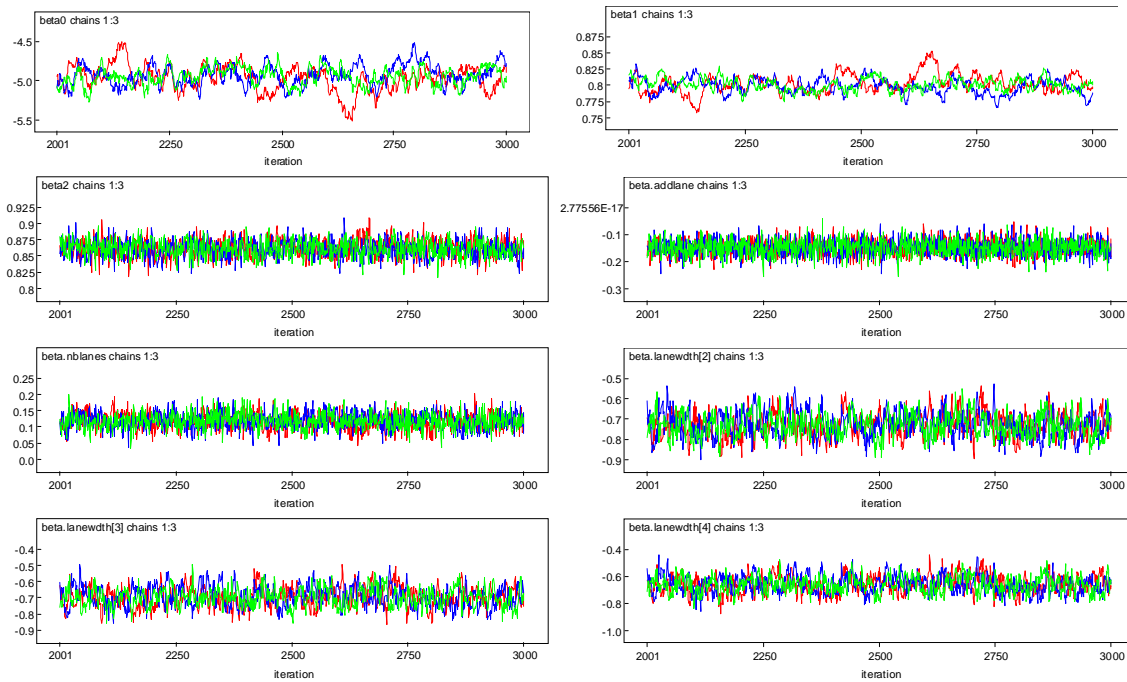 beta0 chains 1:3
-4.5
-5.0
-5.5
2001 2250 2500 2750 3000
iteration
beta1 chains 1:3
0.875
0.85
0.825
0.8
0.775
0.75
2001 2250 2500 2750 3000
iteration
beta2 chains 1:3
0.925
0.9
0.875
0.85
0.825
0.8
2001 2250 2500 2750 3000
iteration
beta.addlane chains 1:3
2.77556E-17
-0.1
-0.2
-0.3
2001 2250 2500 2750 3000
iteration
beta.nblanes chains 1:3
0.25
0.2
0.15
0.1
0.05
0.0
2001 2250 2500 2750 3000
iteration
beta.lanewdth[2] chains 1:3
-0.5
-0.6
-0.7
-0.8
-0.9
2001 2250 2500 2750 3000
iteration
beta.lanewdth[3] chains 1:3
-0.4
-0.5
-0.6
-0.7
-0.8
-0.9
2001 2250 2500 2750 3000
iteration
beta.lanewdth[4] chains 1:3
-0.4
-0.6
-0.8
-1.0
2001 2250 2500 2750 3000
iteration